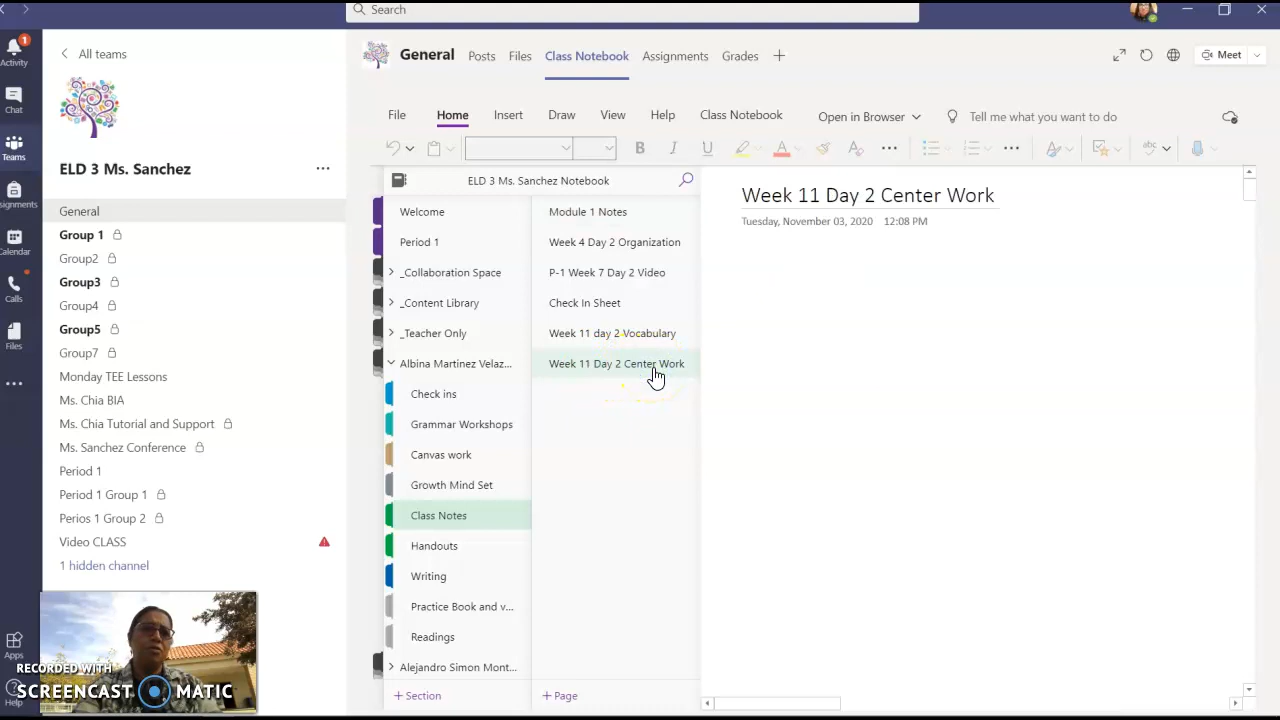 Search
Activity
Chat
Teams
ssignments
Calendar
Calls
Files
Apps
Help
All teams
ELD 3 Ms. Sanchez
General
Group 1
Group2
Group3
Group4
Group5
Group7
Monday TEE Lessons
Ms. Chia BIA
Ms. Chia Tutorial and Support
Ms. Sanchez Conference
Period 1
Period 1 Group 1
Perios 1 Group 2
Video CLASS
1 hidden channel
General Posts Files Class Notebook Assignments Grades
Meet
File Home Insert Draw View Help Class Notebook Open in Browser Tell me what you want to do
ELD 3 Ms. Sanchez Notebook
Welcome
Period 1
_Collaboration Space
_Content Library
_Teacher Only
Albina Martinez Velaz...
Check ins
Grammar Workshops
Canvas work
Growth Mind Set
Class Notes
Handouts
Writing
Practice Book and v...
Readings
Alejandro Simon Mont...
+ Section
Module 1 Notes
Week 4 Day 2 Organization
P-1 Week 7 Day 2 Video
Check In Sheet
Week 11 day 2 Vocabulary
Week 11 Day 2 Center Work
+ Page
Week 11 Day 2 Center Work
Tuesday, November 03, 2020 12:08 PM
RECORDED WITH
SCREENCAST MATIC